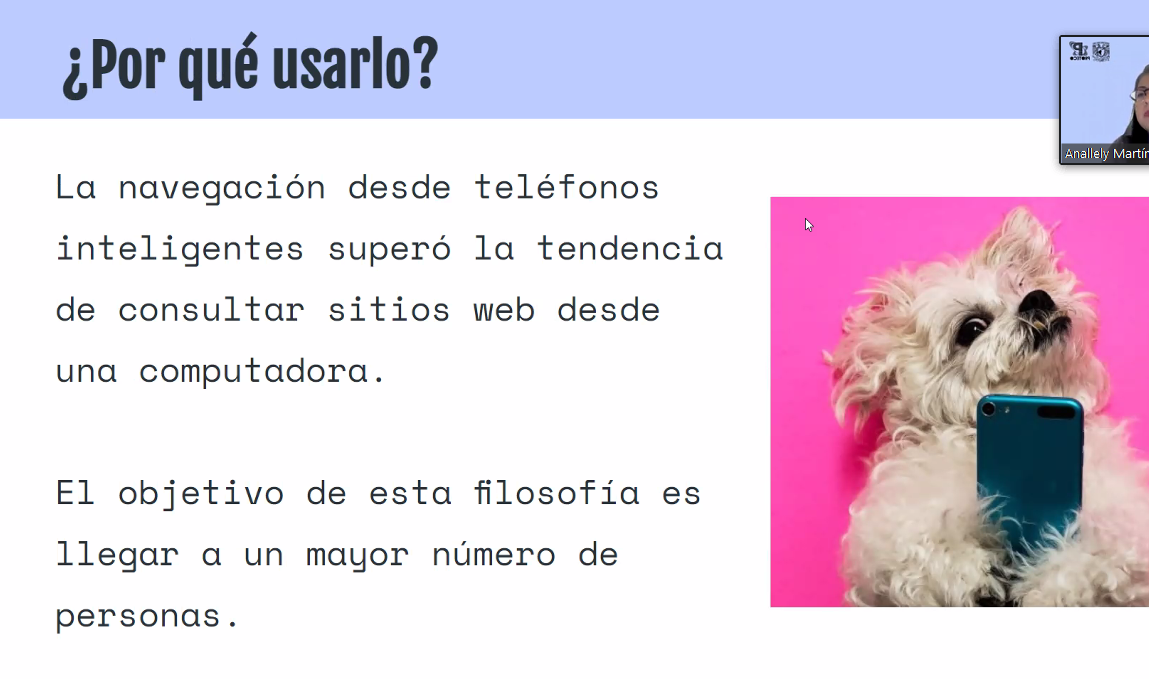 ¿Por qué usarlo?
La navegación desde teléfonos
inteligentes superó la tendencia
de consultar sitios web desde
una computadora.
El objetivo de esta filosofía es
llegar a un mayor número de
personas.
Anallely Martín